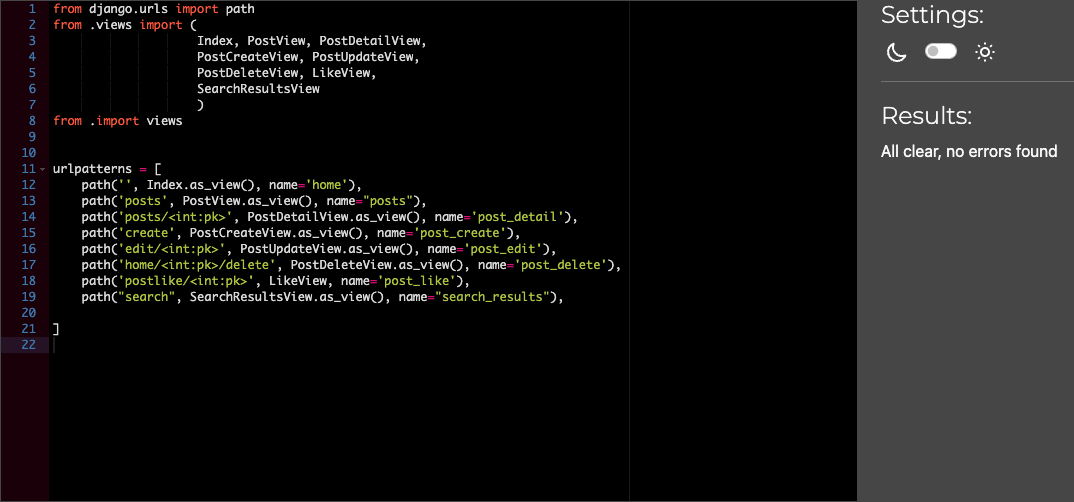 1 from django.urls import path
2 from .views import (
3                     Index, PostView, PostDetailView,
4                     PostCreateView, PostUpdateView,
5                     PostDeleteView, LikeView,
6                     SearchResultsView
7                     )
8 from .import views
9
10
11 urlpatterns = [
12     path('', Index.as_view(), name='home'),
13     path('posts', PostView.as_view(), name="posts"),
14     path('posts/<int:pk>', PostDetailView.as_view(), name='post_detail'),
15     path('create', PostCreateView.as_view(), name='post_create'),
16     path('edit/<int:pk>', PostUpdateView.as_view(), name='post_edit'),
17     path('home/<int:pk>/delete', PostDeleteView.as_view(), name='post_delete'),
18     path('postlike/<int:pk>', LikeView, name='post_like'),
19     path("search", SearchResultsView.as_view(), name="search_results"),
20
21 ]
22
Settings:
Results:
All clear, no errors found